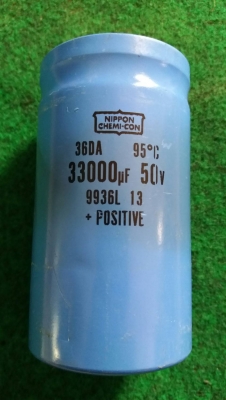 NIPPON
CHEMI-CON
36DA 95°C
33000µF 50V
9936L 13
+ POSITIVE